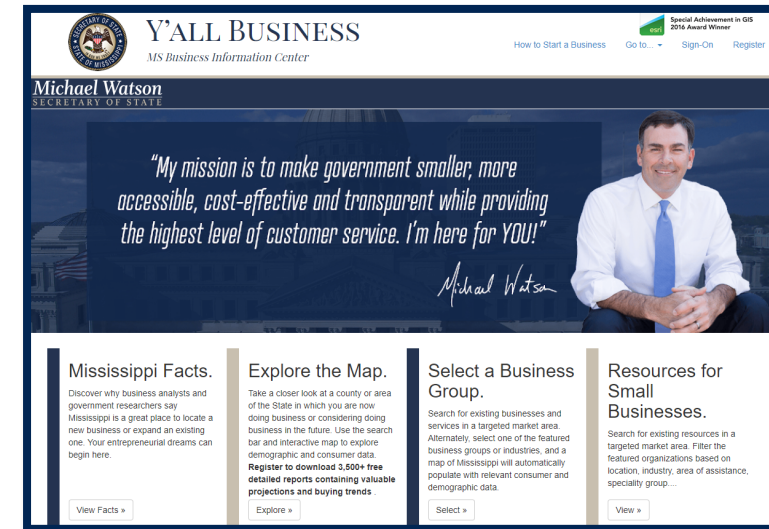 SECRETARY OF STATE
STATE OF MISSISSIPPI
Y'ALL BUSINESS
MS Business Information Center
esri
Special Achievement in GIS
2016 Award Winner
How to Start a Business
Go to...
Sign-On
Register
Michael Watson
SECRETARY OF STATE
"My mission is to make government smaller, more
accessible, cost-effective and transparent while providing
the highest level of customer service. I'm here for YOU!"
Michael Watson
Mississippi Facts.
Discover why business analysts and
government researchers say
Mississippi is a great place to locate a
new business or expand an existing
one. Your entrepreneurial dreams can
begin here.
View Facts »
Explore the Map.
Take a closer look at a county or area
of the State in which you are now
doing business or considering doing
business in the future. Use the search
bar and interactive map to explore
demographic and consumer data.
Register to download 3,500+ free
detailed reports containing valuable
projections and buying trends .
Explore »
Select a Business
Group.
Search for existing businesses and
services in a targeted market area.
Alternately, select one of the featured
business groups or industries, and a
map of Mississippi will automatically
populate with relevant consumer and
demographic data.
Select »
Resources for
Small
Businesses.
Search for existing resources in a
targeted market area. Filter the
featured organizations based on
location, industry, area of assistance,
speciality group....
View »